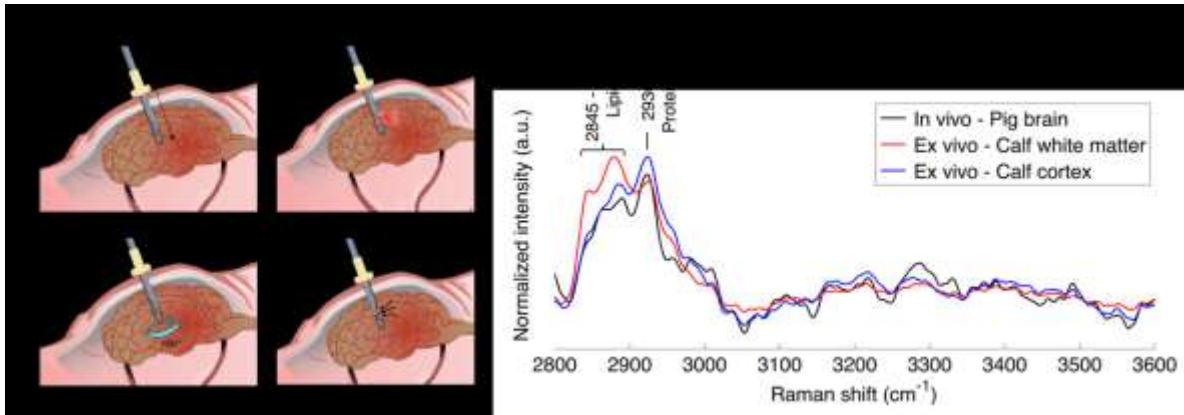 2845 -
Lipi
2930
Prote
In vivo - Pig brain
Ex vivo - Calf white matter
Ex vivo - Calf cortex
Normalized intensity (a.u.)
2800 2900 3000 3100 3200 3300 3400 3500 3600
Raman shift (cm⁻¹)